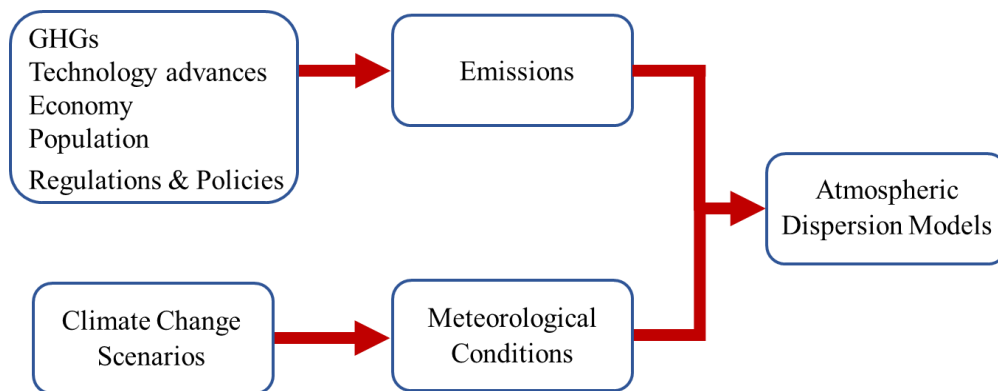 GHGs
Technology advances
Economy
Population
Regulations & Policies
Emissions
Climate Change
Scenarios
Meteorological
Conditions
Atmospheric
Dispersion Models